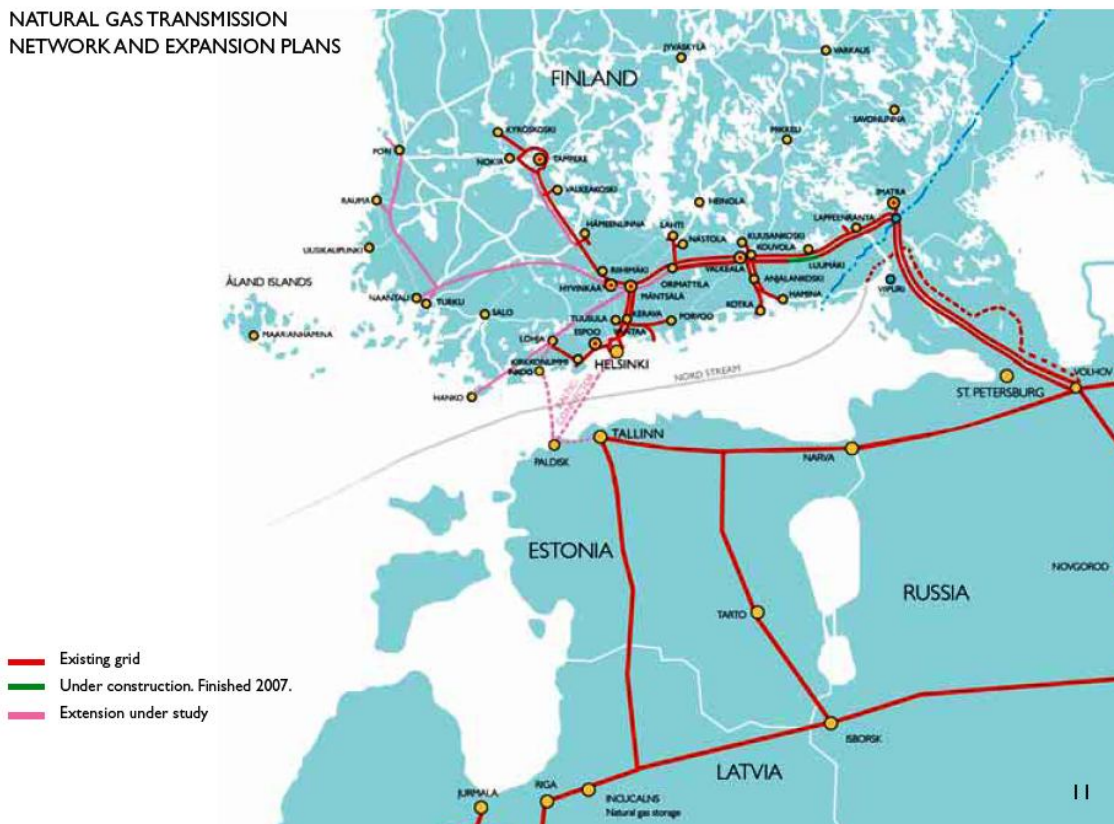 NATURAL GAS TRANSMISSION
NETWORK AND EXPANSION PLANS
JYVÄSKYLÄ
VARKAUS
FINLAND
SAVONLINNA
KYRÖSKOSKI
MIKKELI
PORI
NOKIA
TAMPERE
VALKEAKOSKI
RAUMA
HEINOLA
IMATRA
LAPPEENRANTA
HÄMEENLINNA
LAHTI
NASTOLA
KUUSANKOSKI
KOUVOLA
UUSIKAUPUNKI
LUUMÄKI
VALKEALA
RIIHIMÄKI
ORIMATTILA
ANJALANKOSKI
VIIPURI
ÅLAND ISLANDS
HYVINKÄÄ
MÄNTSÄLÄ
HAMINA
NAANTALI
TURKU
KOTKA
SALO
TUUSULA
KERAVA
PORVOO
MAARIANHAMINA
ESPOO
VANTAA
LOHJA
HELSINKI
KIRKKONUMMI
INKOO
NORD STREAM
VOLHOV
ST. PETERSBURG
HANKO
BALTIC
CONNECTOR
TALLINN
PALDISK
NARVA
ESTONIA
NOVGOROD
RUSSIA
TARTO
Existing grid
Under construction. Finished 2007.
Extension under study
ISBORSK
LATVIA
RIGA
JURMALA
INCUCALNS
Natural gas storage
11